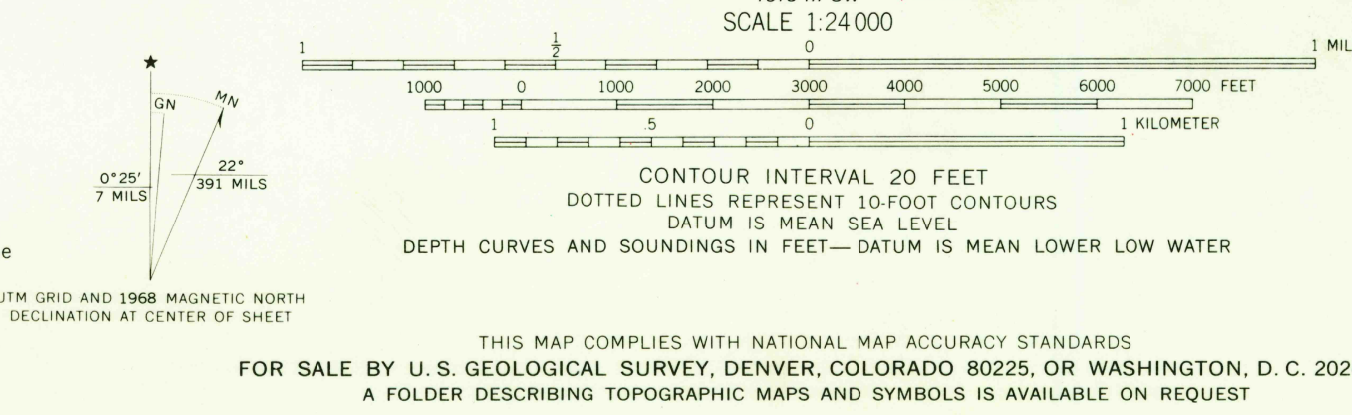 SCALE 1:24 000
1 1/2 0 1
1000 0 1000 2000 3000 4000 5000 6000 7000 FEET
1 .5 0 1 KILOMETER
★
GN MN
0°25′ 22°
7 MILS 391 MILS
UTM GRID AND 1968 MAGNETIC NORTH
DECLINATION AT CENTER OF SHEET
CONTOUR INTERVAL 20 FEET
DOTTED LINES REPRESENT 10-FOOT CONTOURS
DATUM IS MEAN SEA LEVEL
DEPTH CURVES AND SOUNDINGS IN FEET—DATUM IS MEAN LOWER LOW WATER
THIS MAP COMPLIES WITH NATIONAL MAP ACCURACY STANDARDS
FOR SALE BY U. S. GEOLOGICAL SURVEY, DENVER, COLORADO 80225, OR WASHINGTON, D. C. 202
A FOLDER DESCRIBING TOPOGRAPHIC MAPS AND SYMBOLS IS AVAILABLE ON REQUEST